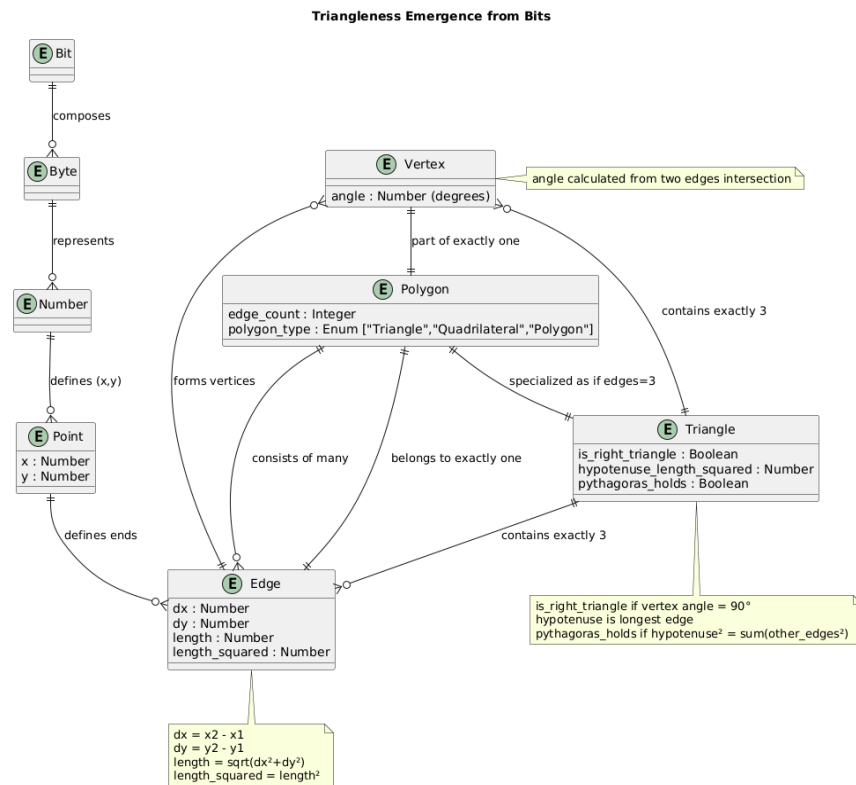 Triangleness Emergence from Bits
E Bit
composes
E Byte
represents
E Number
defines (x,y)
E Point
x : Number
y : Number
defines ends
E Vertex
angle : Number (degrees)
angle calculated from two edges intersection
part of exactly one
E Polygon
edge_count : Integer
polygon_type : Enum ["Triangle","Quadrilateral","Polygon"]
contains exactly 3
forms vertices
specialized as if edges=3
consists of many
belongs to exactly one
E Triangle
is_right_triangle : Boolean
hypotenuse_length_squared : Number
pythagoras_holds : Boolean
contains exactly 3
E Edge
dx : Number
dy : Number
length : Number
length_squared : Number
is_right_triangle if vertex angle = 90°
hypotenuse is longest edge
pythagoras_holds if hypotenuse² = sum(other_edges²)
dx = x2 - x1
dy = y2 - y1
length = sqrt(dx²+dy²)
length_squared = length²